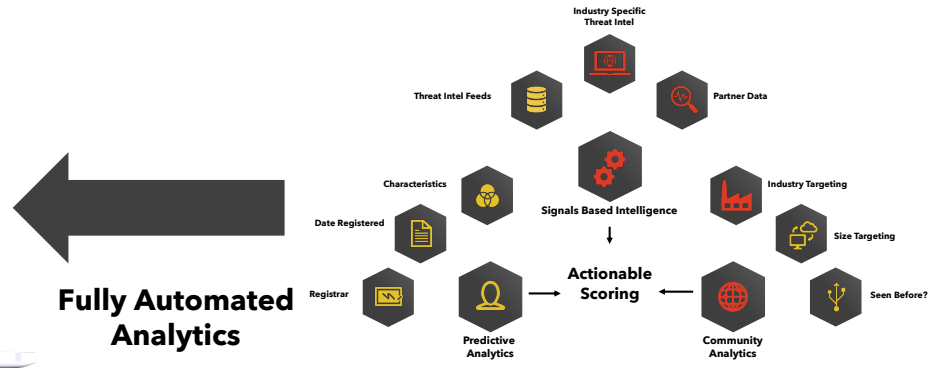 Industry Specific
Threat Intel
Threat Intel Feeds
Partner Data
Characteristics
Signals Based Intelligence
Industry Targeting
Date Registered
Size Targeting
Registrar
Actionable
Scoring
Seen Before?
Fully Automated
Analytics
Predictive
Analytics
Community
Analytics